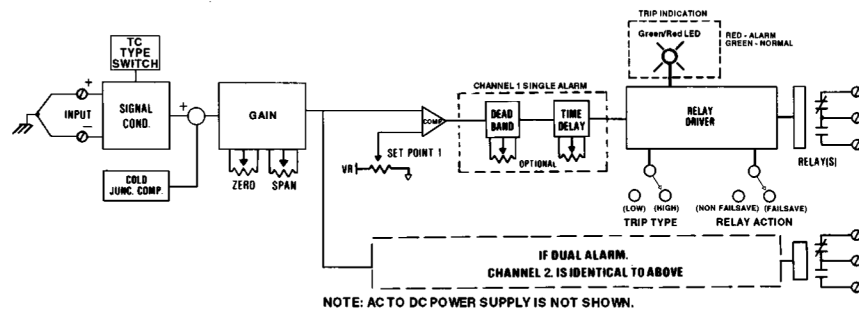 TRIP INDICATION
Green/Red LED
RED - ALARM
GREEN - NORMAL
TC
TYPE
SWITCH
CHANNEL 1 SINGLE ALARM
+
INPUT
−
SIGNAL
COND.
+
GAIN
COMP
DEAD
BAND
TIME
DELAY
RELAY
DRIVER
SET POINT 1
OPTIONAL
RELAY(S)
VR
COLD
JUNC. COMP.
ZERO
SPAN
(LOW)
(HIGH)
(NON FAILSAVE)
(FAILSAVE)
TRIP TYPE
RELAY ACTION
IF DUAL ALARM.
CHANNEL 2. IS IDENTICAL TO ABOVE
NOTE: AC TO DC POWER SUPPLY IS NOT SHOWN.